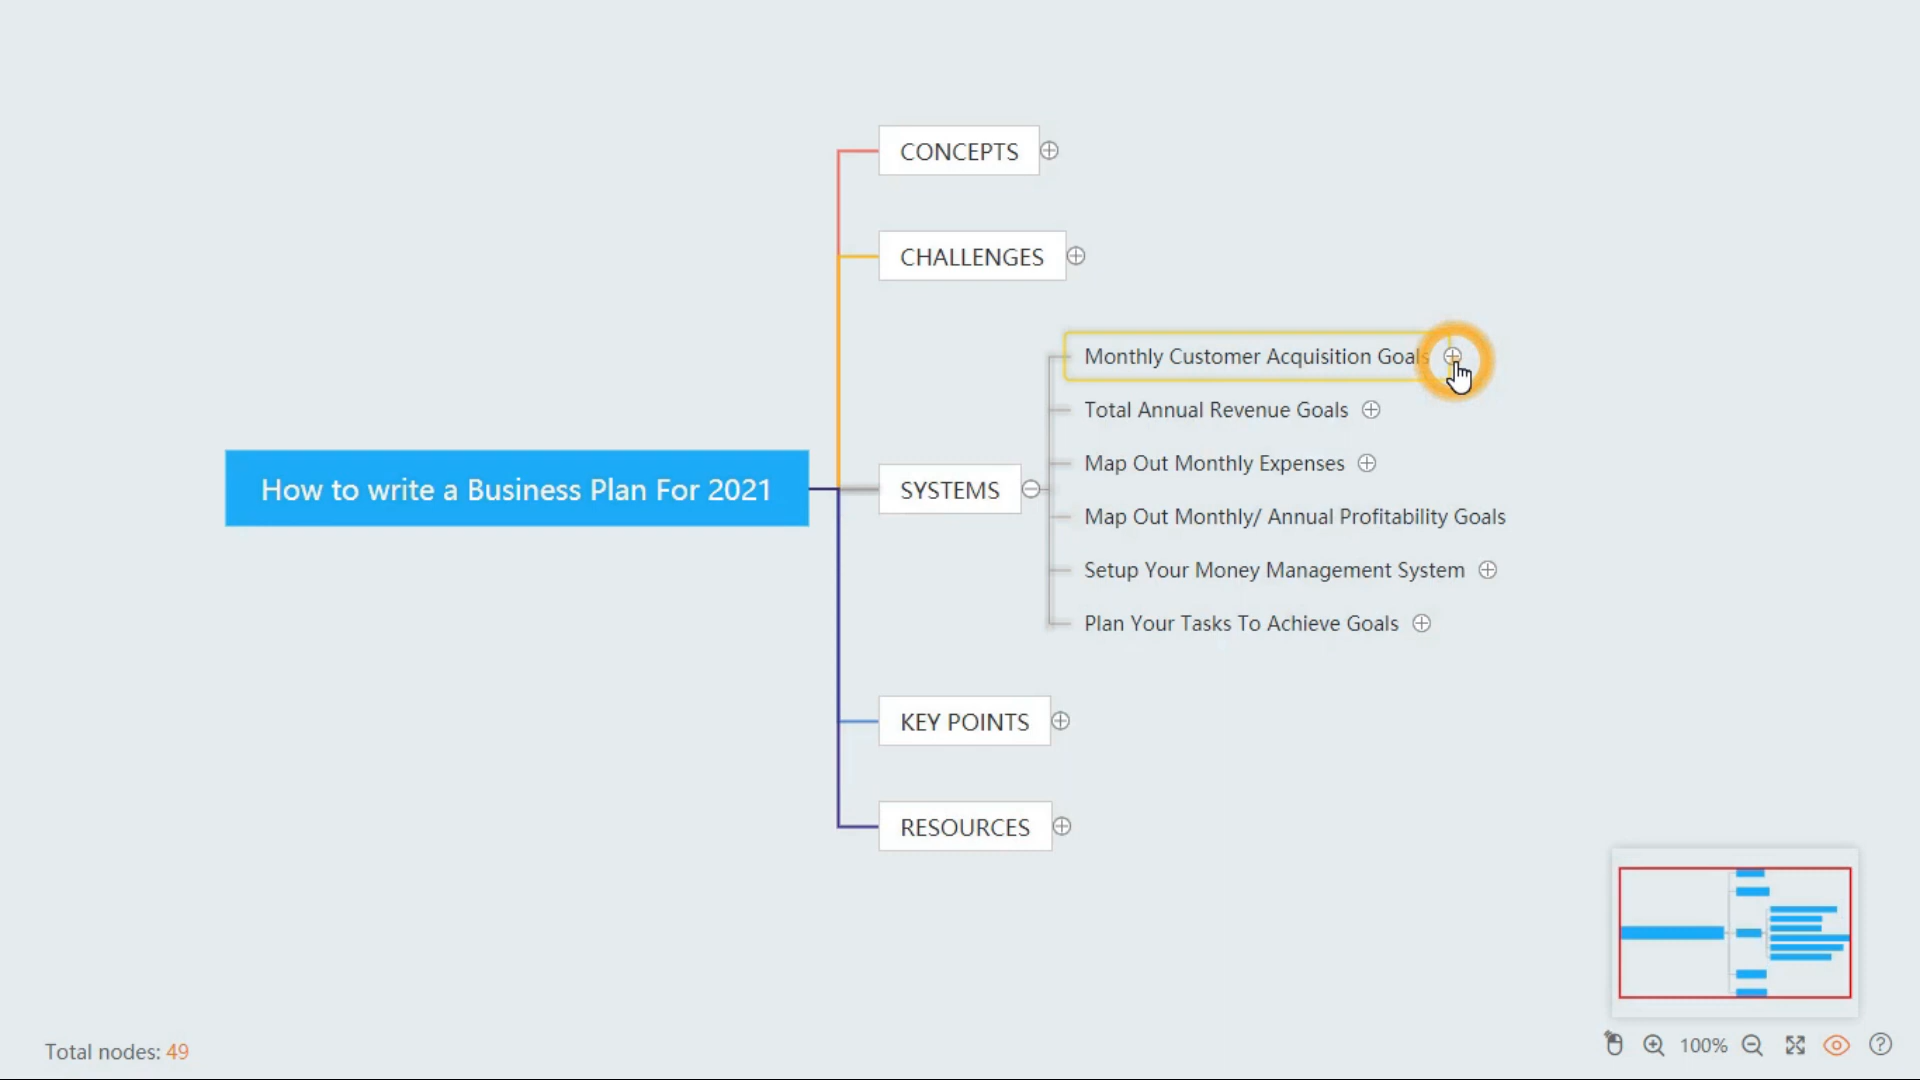 CONCEPTS
CHALLENGES
Monthly Customer Acquisition Goals
Total Annual Revenue Goals
Map Out Monthly Expenses
How to write a Business Plan For 2021
SYSTEMS
Map Out Monthly/ Annual Profitability Goals
Setup Your Money Management System
Plan Your Tasks To Achieve Goals
KEY POINTS
RESOURCES
Total nodes: 49
100%